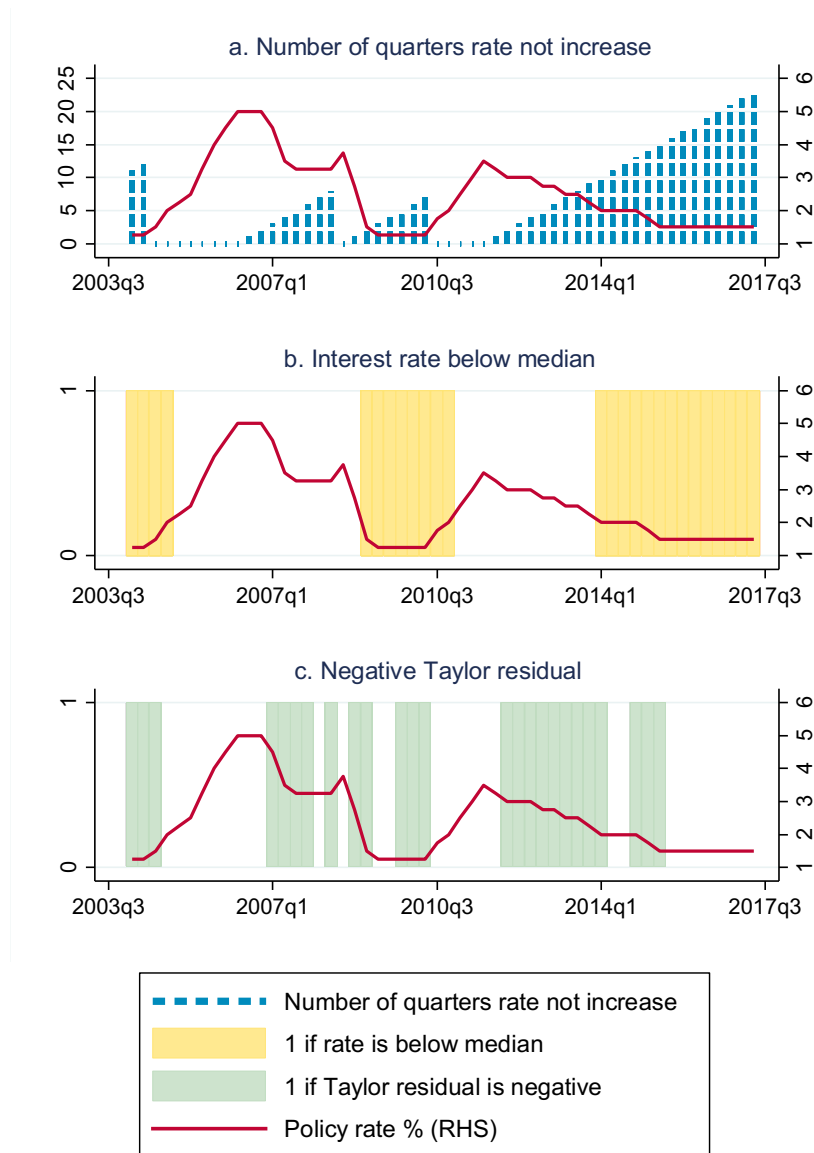 a. Number of quarters rate not increase
0 5 10 15 20 25
1 2 3 4 5 6
2003q3 2007q1 2010q3 2014q1 2017q3
b. Interest rate below median
0 1
1 2 3 4 5 6
2003q3 2007q1 2010q3 2014q1 2017q3
c. Negative Taylor residual
0 1
1 2 3 4 5 6
2003q3 2007q1 2010q3 2014q1 2017q3
Number of quarters rate not increase
1 if rate is below median
1 if Taylor residual is negative
Policy rate % (RHS)